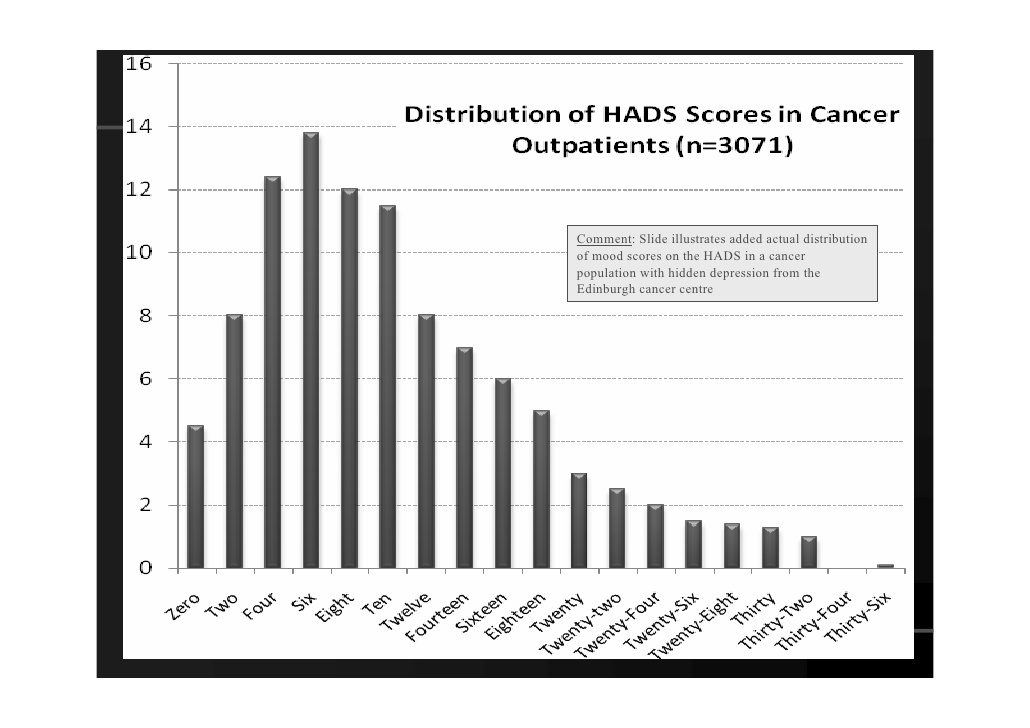 16
Distribution of HADS Scores in Cancer
Outpatients (n=3071)
14
12
Comment: Slide illustrates added actual distribution
of mood scores on the HADS in a cancer
population with hidden depression from the
Edinburgh cancer centre
10
8
6
4
2
0
Zero
Two
Four
Six
Eight
Ten
Twelve
Fourteen
Sixteen
Eighteen
Twenty
Twenty-two
Twenty-Four
Twenty-Six
Twenty-Eight
Thirty
Thirty-Two
Thirty-Four
Thirty-Six